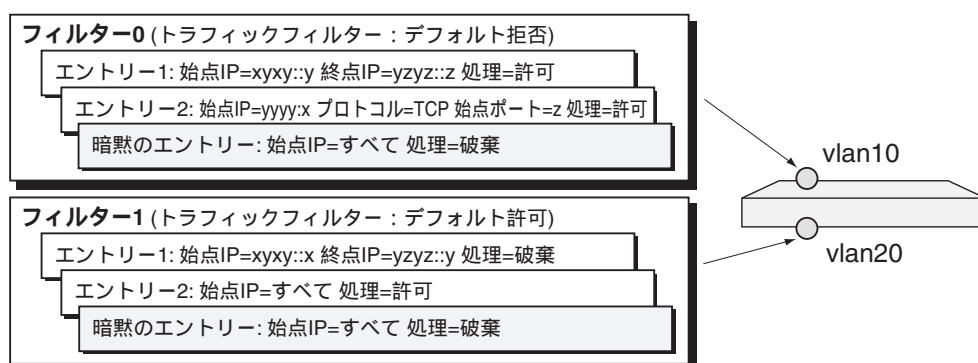 フィルター0 (トラフィックフィルター：デフォルト拒否)
エントリー1: 始点IP=xyxy::y 終点IP=yzyz::z 処理=許可
エントリー2: 始点IP=yyyy:x プロトコル=TCP 始点ポート=z 処理=許可
暗黙のエントリー: 始点IP=すべて 処理=破棄
フィルター1 (トラフィックフィルター：デフォルト許可)
エントリー1: 始点IP=xyxy::x 終点IP=yzyz::y 処理=破棄
エントリー2: 始点IP=すべて 処理=許可
暗黙のエントリー: 始点IP=すべて 処理=破棄
vlan10
vlan20